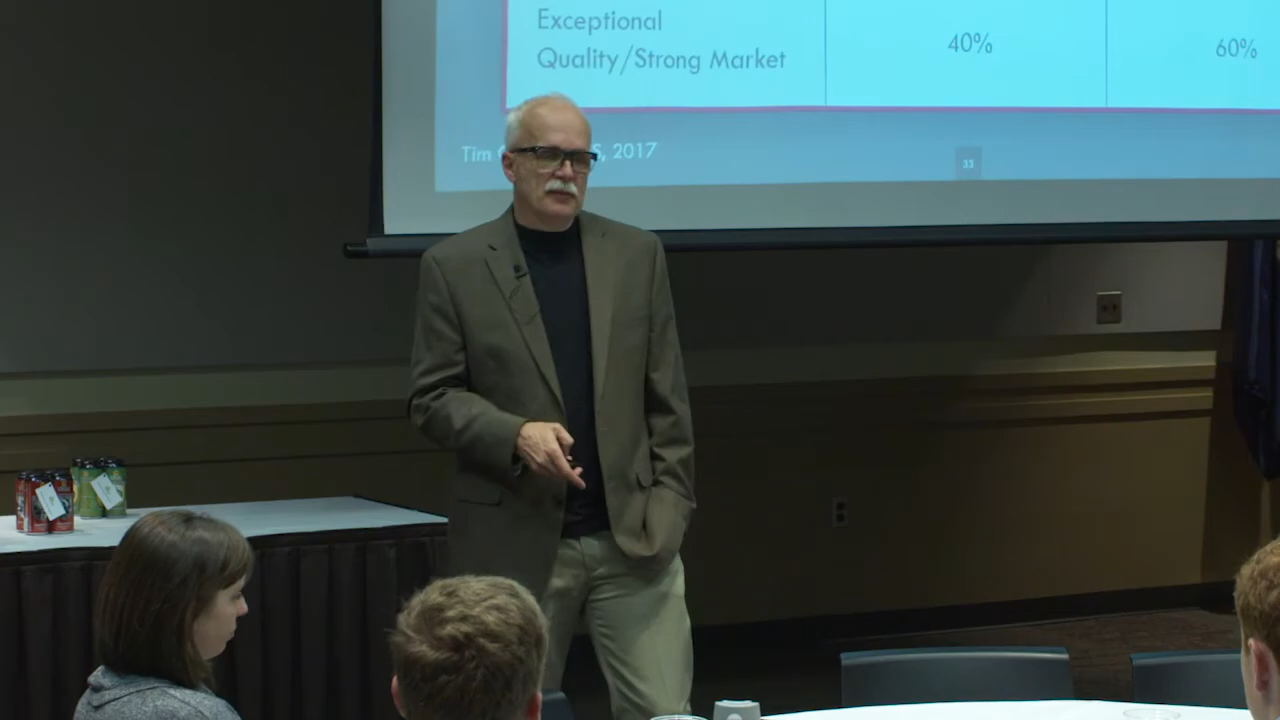 Exceptional
Quality/Strong Market
40%
60%
Tim S, 2017
33